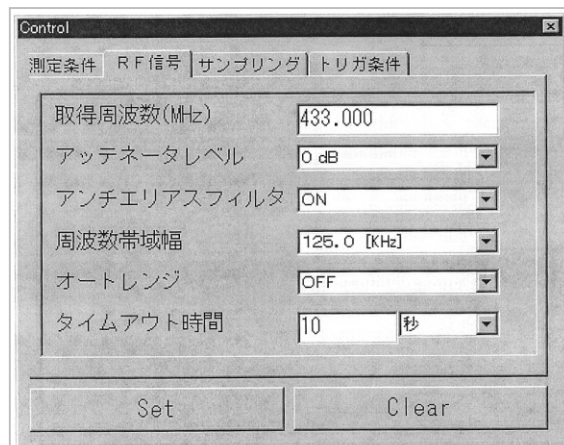 Control
測定条件 RF信号 サンプリング トリガ条件
取得周波数(MHz) 433.000
アッテネータレベル 0 dB
アンチエリアスフィルタ ON
周波数帯域幅 125.0 [KHz]
オートレンジ OFF
タイムアウト時間 10 秒
Set Clear